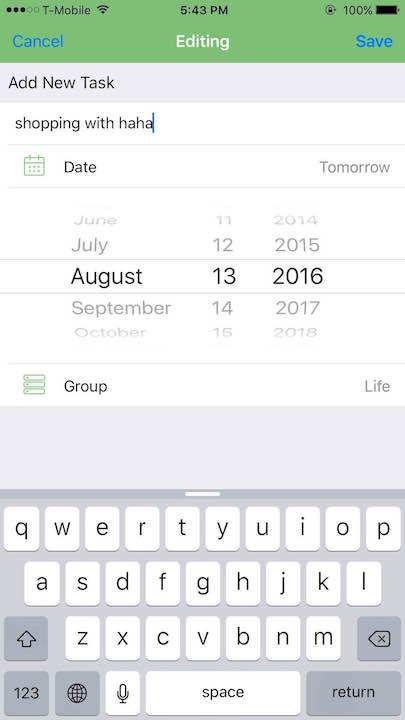 T-Mobile 5:43 PM 100%
Cancel Editing Save
Add New Task
shopping with haha
Date Tomorrow
June 11 2014
July 12 2015
August 13 2016
September 14 2017
October 15 2018
Group Life
q w e r t y u i o p
a s d f g h j k l
z x c v b n m
123 space return